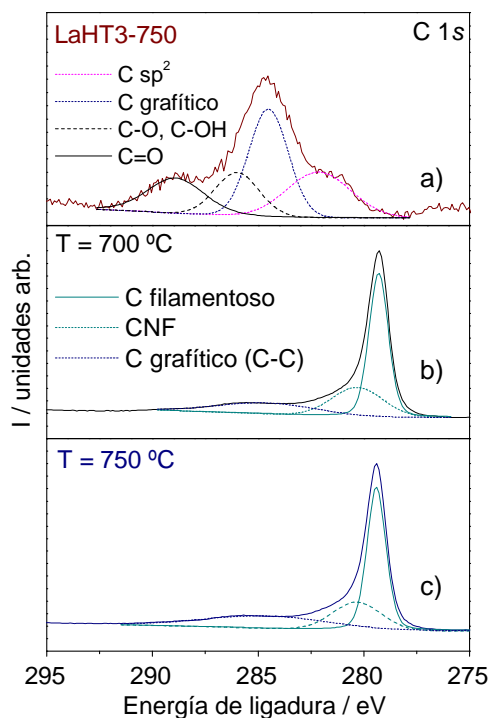 LaHT3-750
C 1s
C sp²
C grafítico
C-O, C-OH
C=O
a)
T = 700 ºC
C filamentoso
CNF
C grafítico (C-C)
b)
T = 750 ºC
c)
I / unidades arb.
295 290 285 280 275
Energía de ligadura / eV